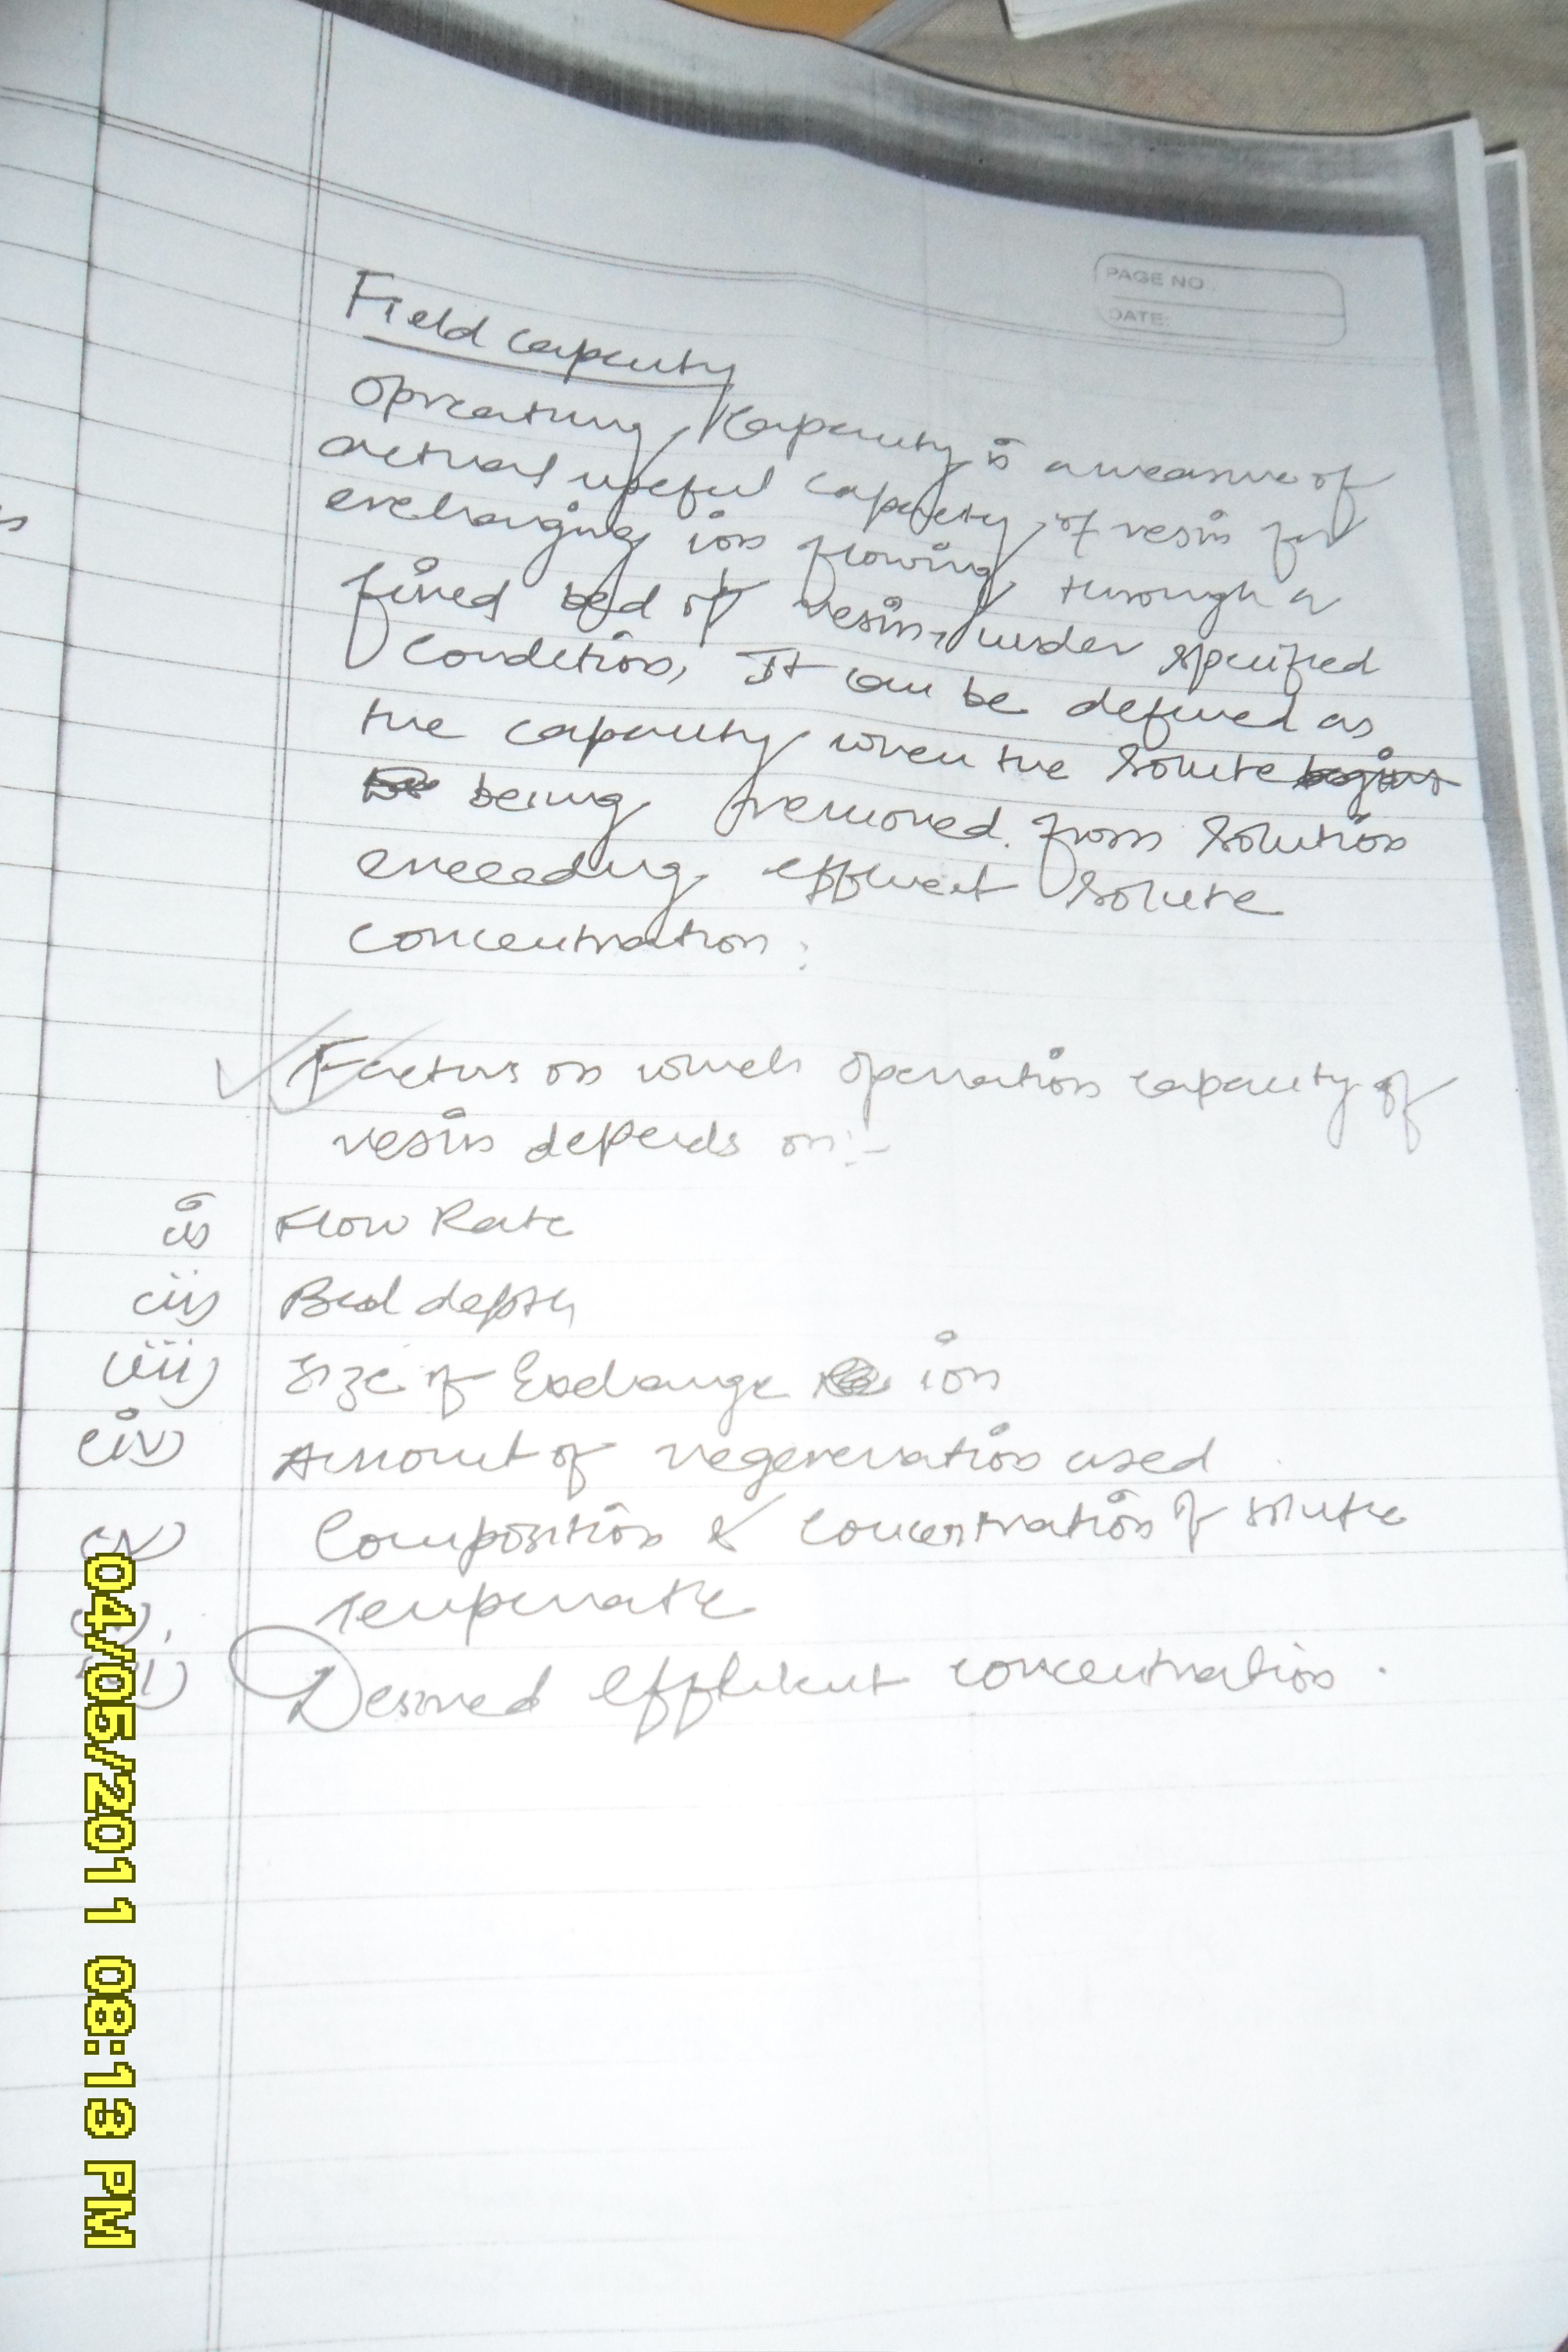 PAGE NO.
DATE:
Field capacity
Opreating Capacity is a measure of
actual useful capacity of resin for
exchanging ion flowing through a
fixed bed of resin, under specified
Condition, It can be defined as
the capacity when the solute begins
being removed from solution
exceeding effluent solute
concentration.
Factors on which operation capacity of
resin depends on:-
(i) Flow Rate
(ii) Bed depth
(iii) Size of Exchange ion
(iv) Amount of regeneration used
(v) Composition & concentration of solute
Temperate
Desired effluent concentration.
04/05/2011 08:13 PM